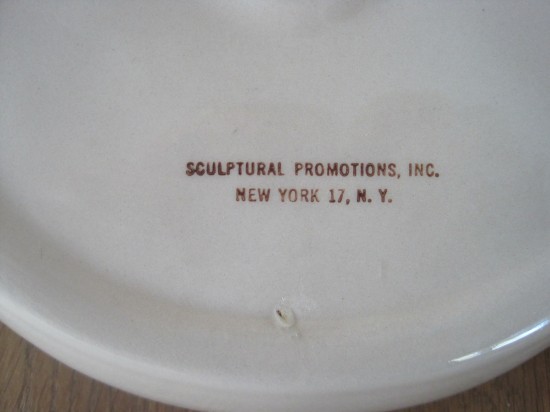 SCULPTURAL PROMOTIONS, INC.
NEW YORK 17, N. Y.